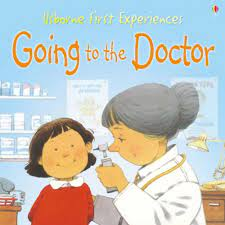 Usborne First Experiences
Going to the Doctor